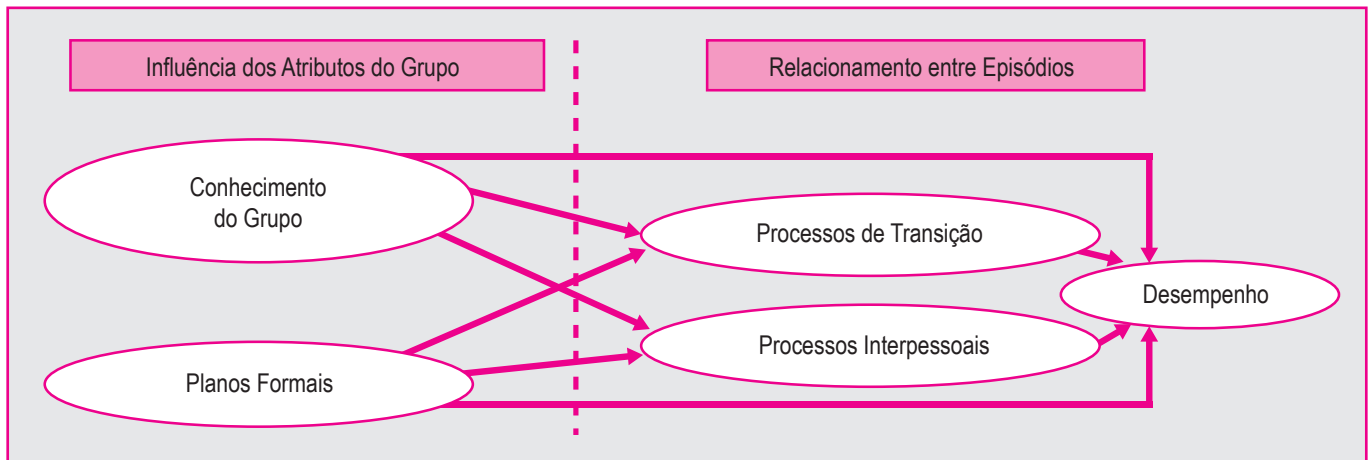 Influência dos Atributos do Grupo
Relacionamento entre Episódios
Conhecimento
do Grupo
Processos de Transição
Desempenho
Processos Interpessoais
Planos Formais